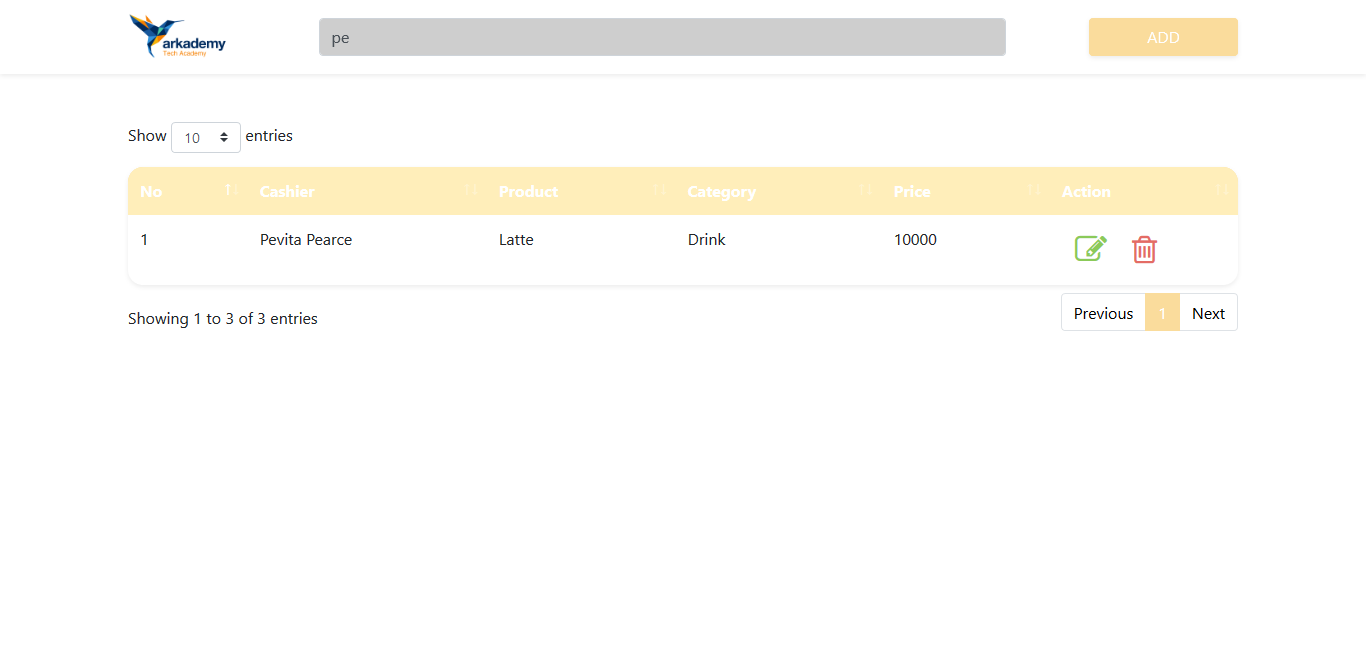 arkademy
Tech Academy
pe
ADD
Show 10 entries
No Cashier Product Category Price Action
1 Pevita Pearce Latte Drink 10000
Showing 1 to 3 of 3 entries
Previous 1 Next